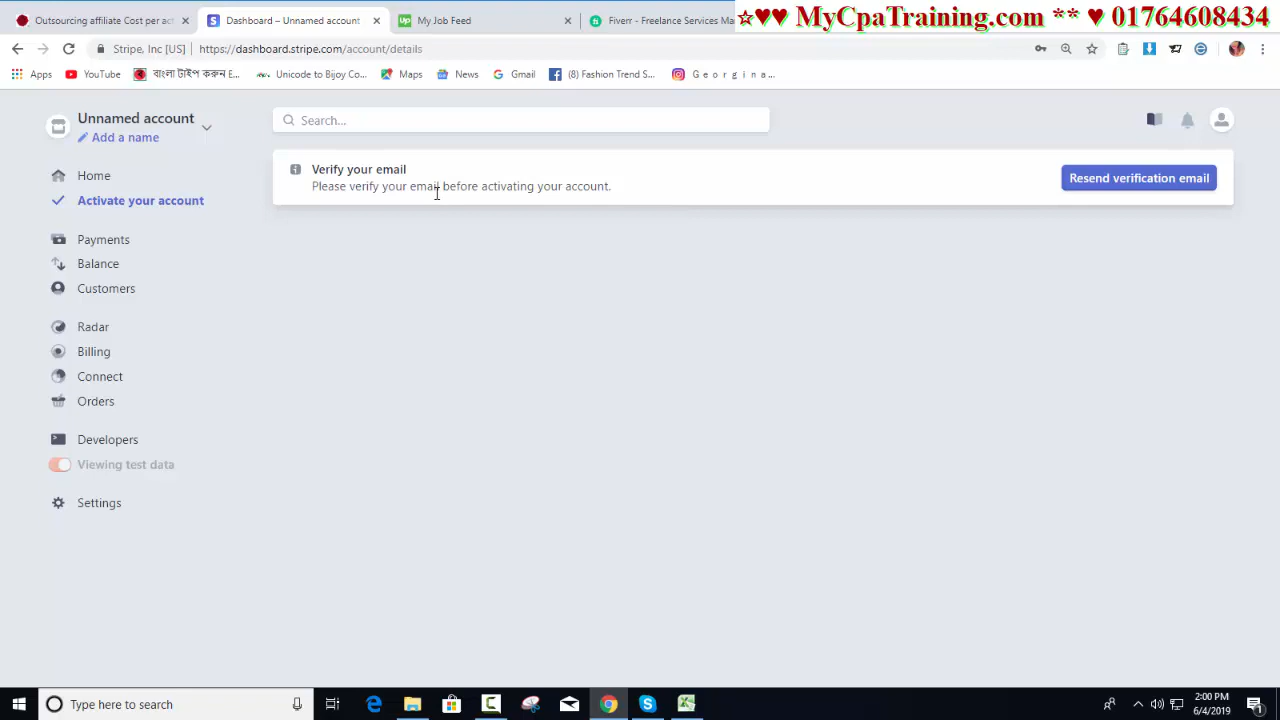 Outsourcing affiliate Cost per act
Dashboard – Unnamed account
My Job Feed
Fiverr - Freelance Services Ma
☆♥♥ MyCpaTraining.com ** ♥ 01764608434
Stripe, Inc [US] | https://dashboard.stripe.com/account/details
Apps
YouTube
বাংলা টাইপ করুন E...
Unicode to Bijoy Co...
Maps
News
Gmail
(8) Fashion Trend S...
G e o r g i n a...
Unnamed account
Add a name
Search...
Verify your email
Please verify your email before activating your account.
Resend verification email
Home
Activate your account
Payments
Balance
Customers
Radar
Billing
Connect
Orders
Developers
Viewing test data
Settings
Type here to search
2:00 PM
6/4/2019